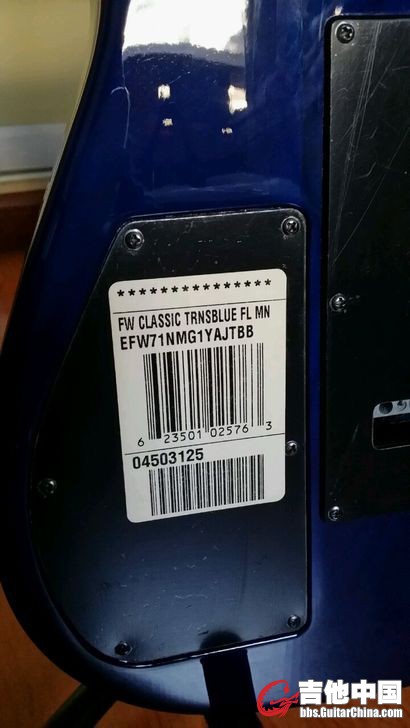 **************
FW CLASSIC TRNSBLUE FL MN
EFW71NMG1YAJTBB
6 23501 02576 3
04503125
吉他中国
bbs.GuitarChina.com